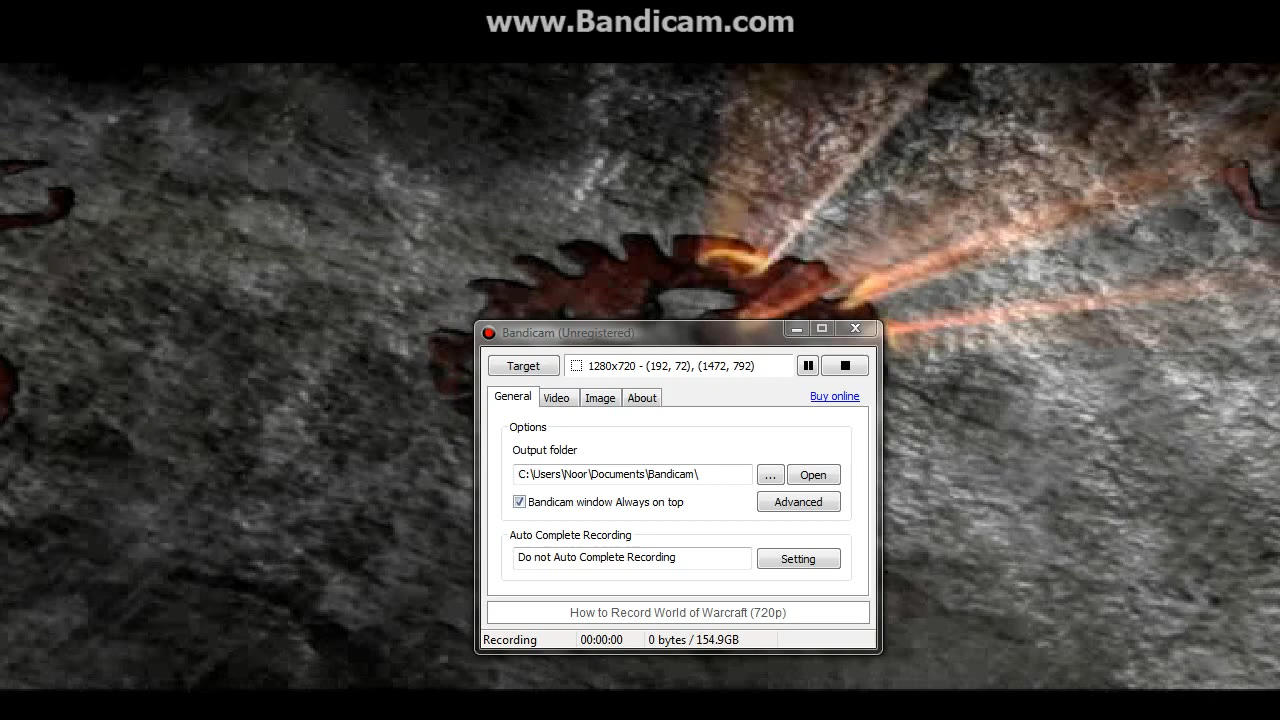 www.Bandicam.com
Bandicam (Unregistered)
Target
1280x720 - (192, 72), (1472, 792)
General Video Image About Buy online
Options
Output folder
C:\Users\Noor\Documents\Bandicam\ ... Open
Bandicam window Always on top Advanced
Auto Complete Recording
Do not Auto Complete Recording Setting
How to Record World of Warcraft (720p)
Recording 00:00:00 0 bytes / 154.9GB